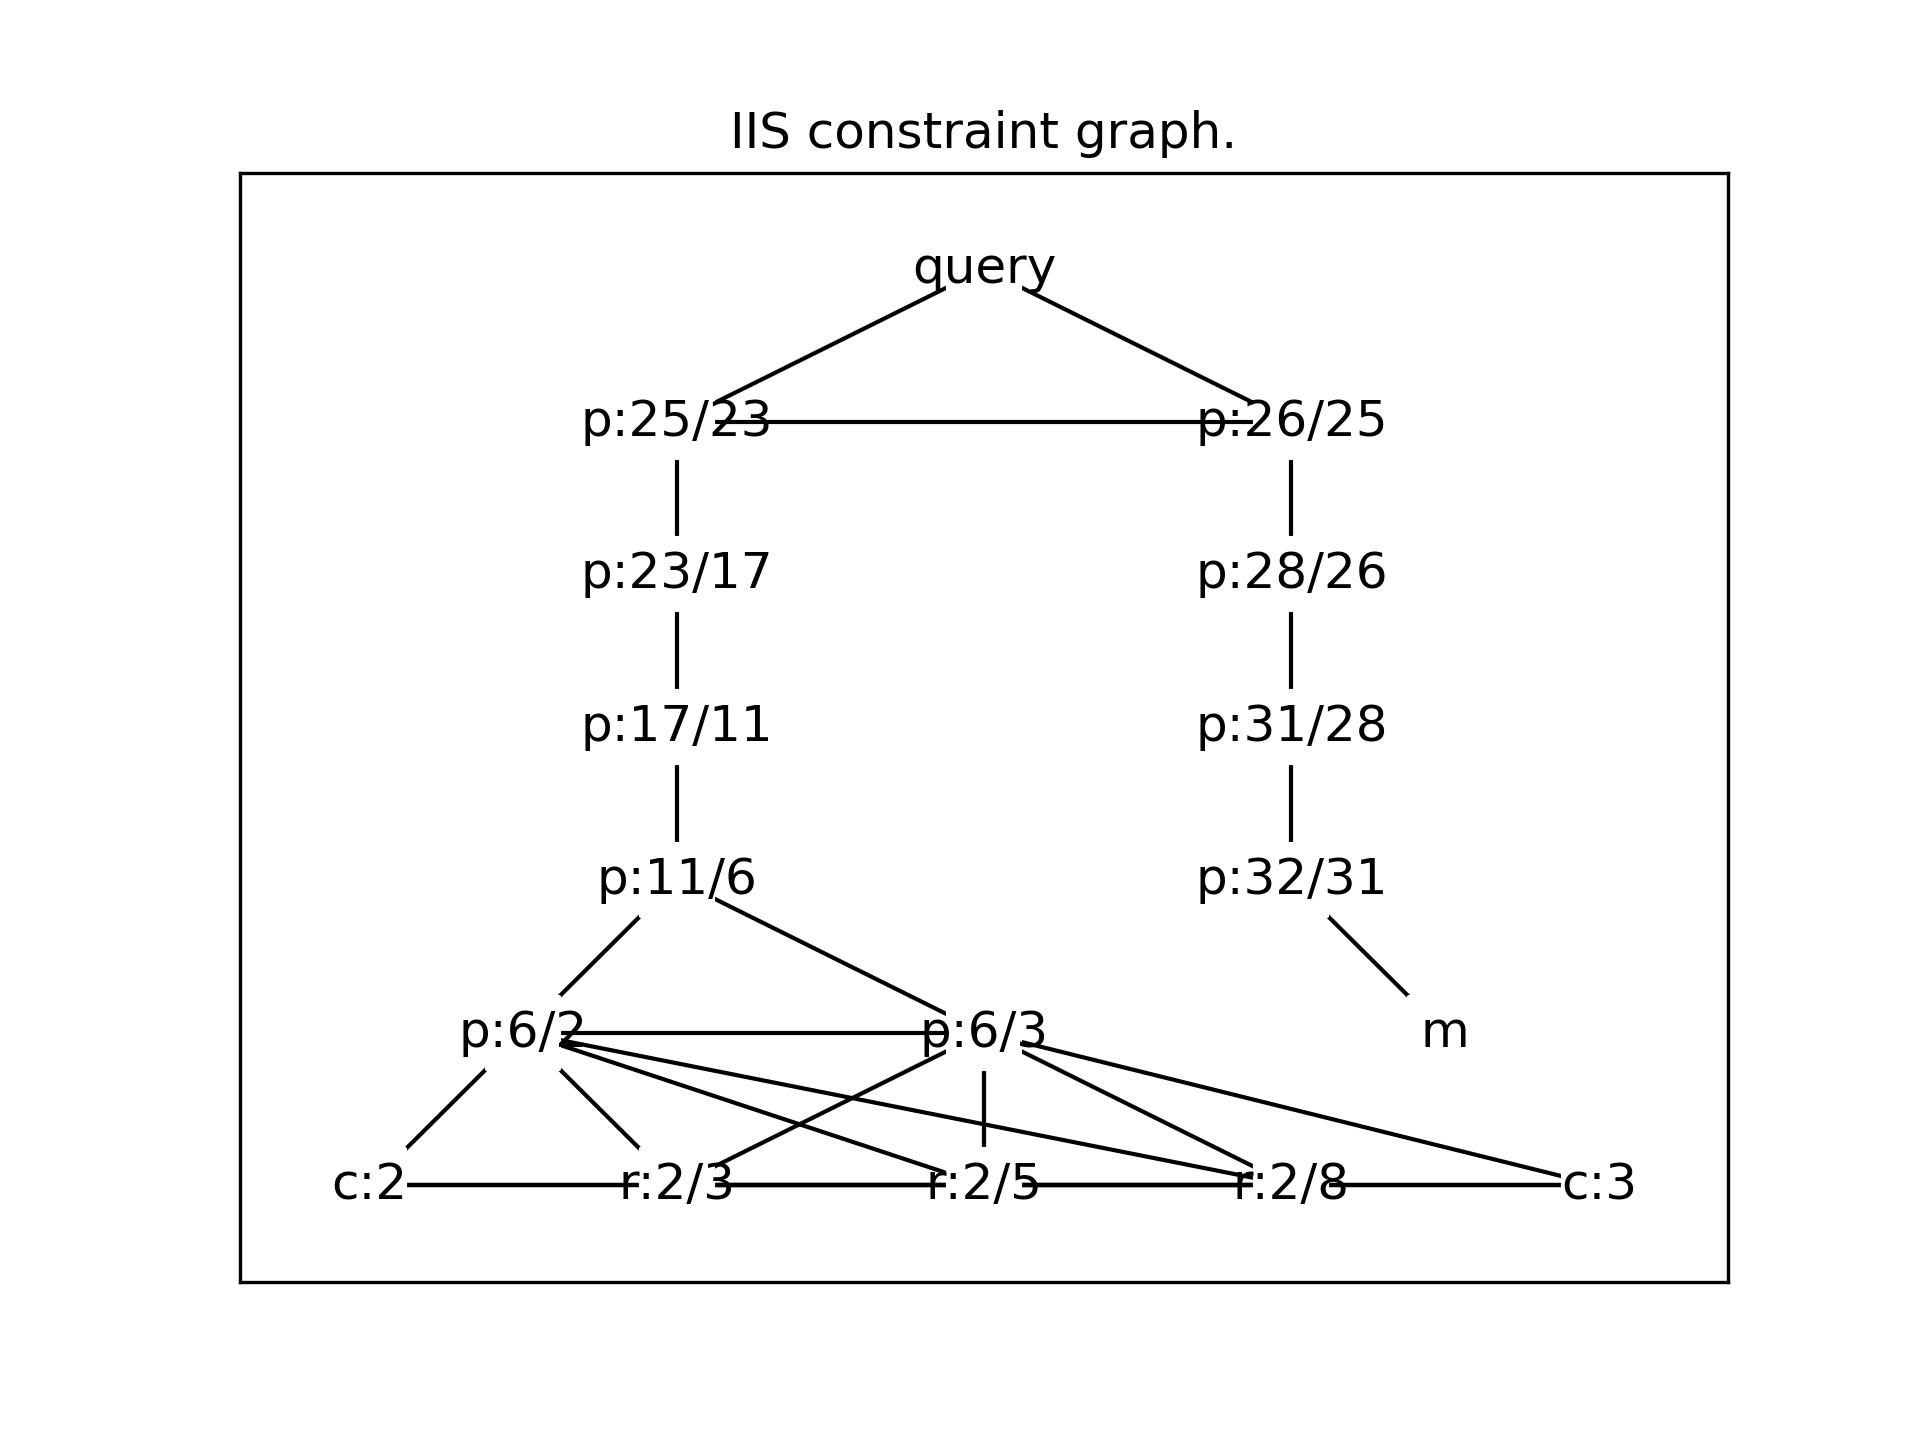 IIS constraint graph.
query
p:25/23 p:26/25
p:23/17 p:28/26
p:17/11 p:31/28
p:11/6 p:32/31
p:6/2 p:6/3 m
c:2 r:2/3 r:2/5 r:2/8 c:3